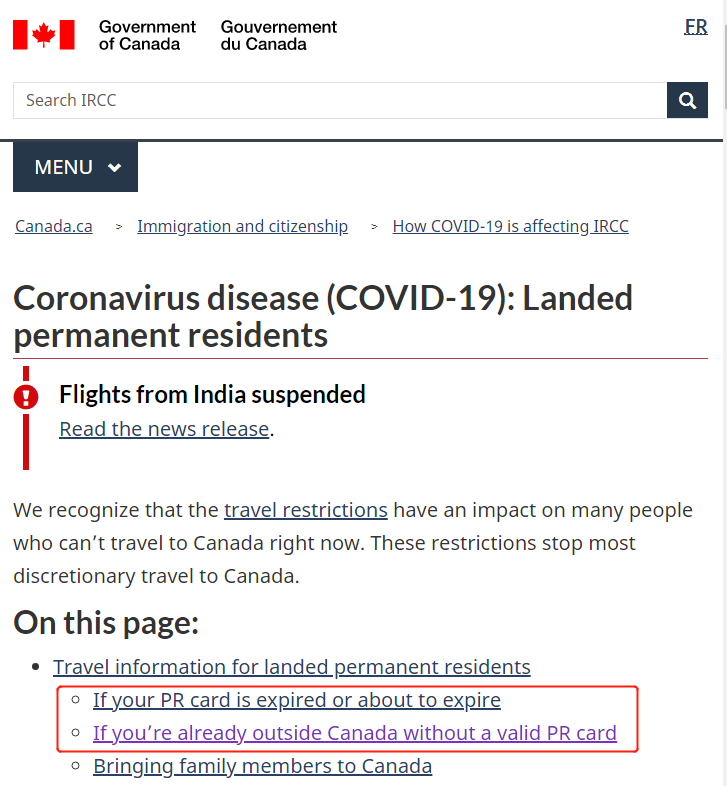 Government of Canada
Gouvernement du Canada
FR
Search IRCC
MENU
Canada.ca > Immigration and citizenship > How COVID-19 is affecting IRCC
Coronavirus disease (COVID-19): Landed
permanent residents
Flights from India suspended
Read the news release.
We recognize that the travel restrictions have an impact on many people
who can’t travel to Canada right now. These restrictions stop most
discretionary travel to Canada.
On this page:
Travel information for landed permanent residents
If your PR card is expired or about to expire
If you’re already outside Canada without a valid PR card
Bringing family members to Canada